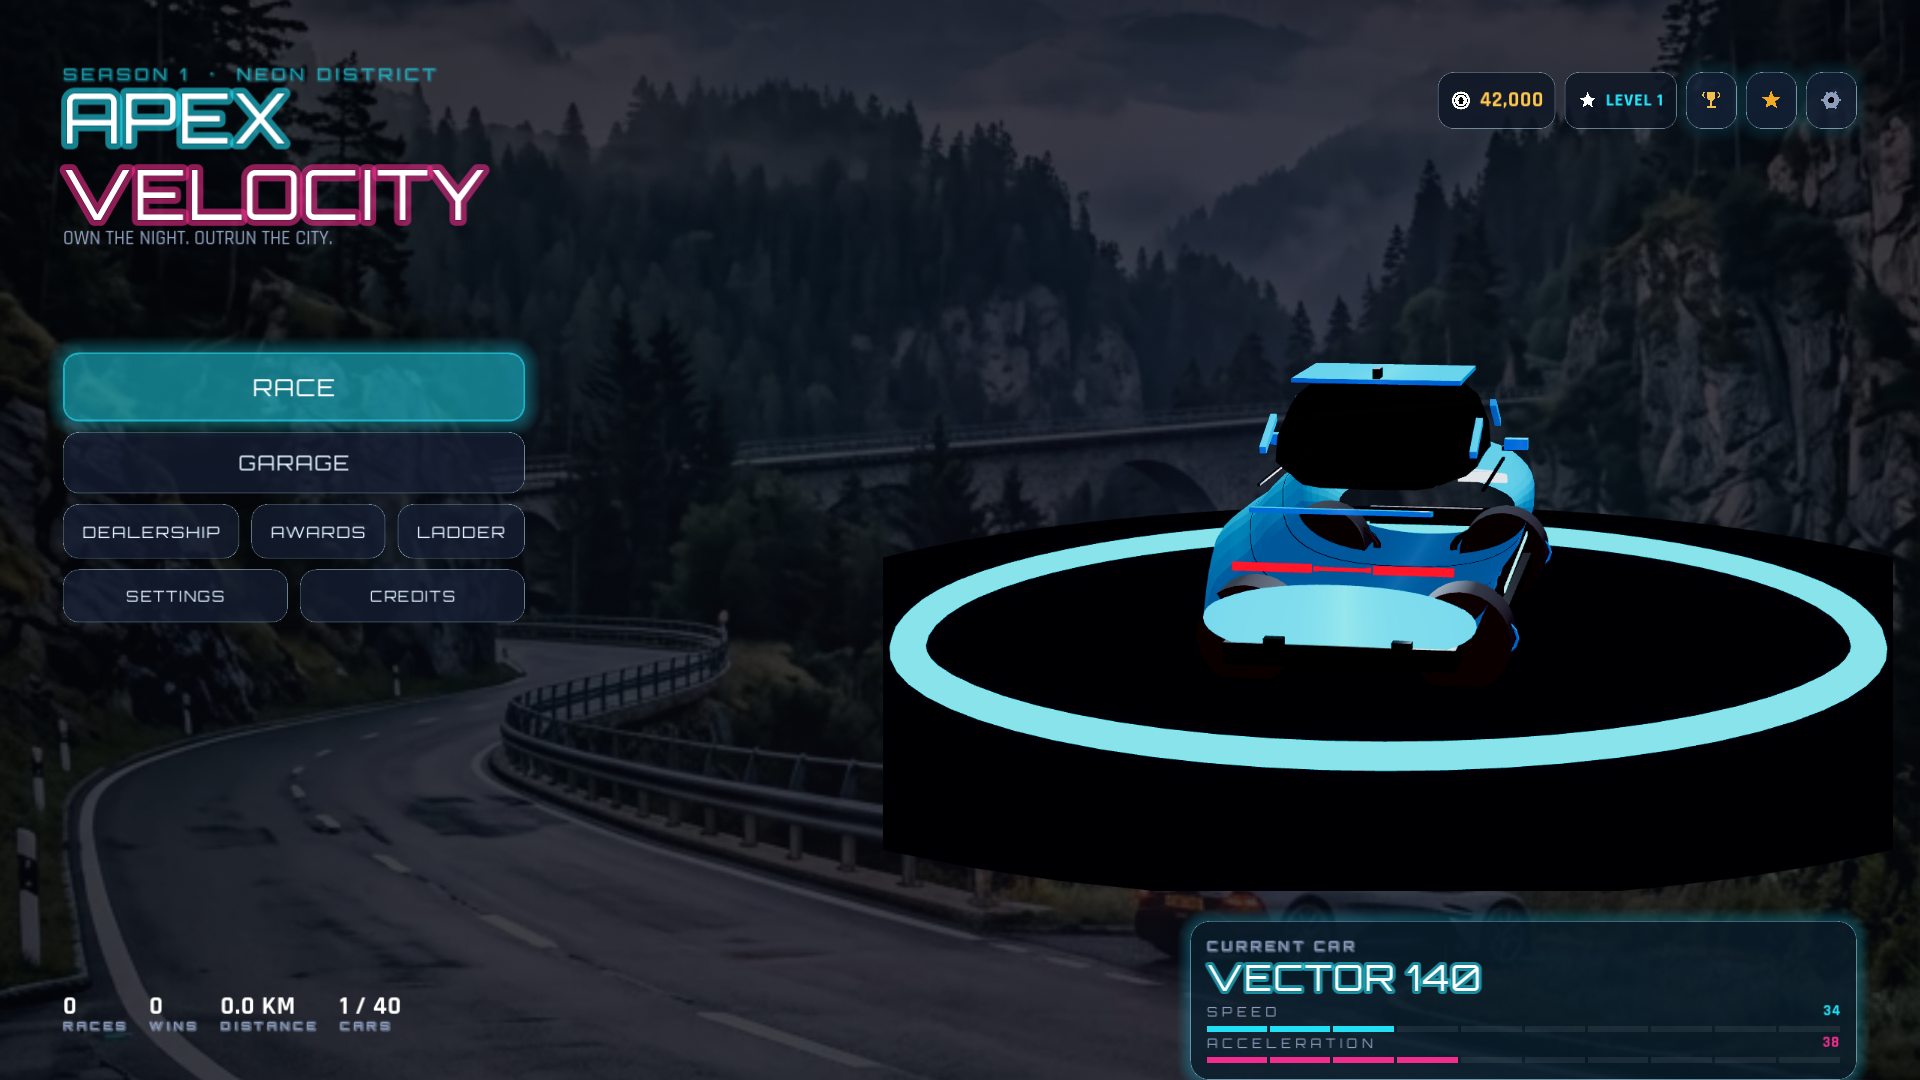 SEASON 1 · NEON DISTRICT
APEX
VELOCITY
OWN THE NIGHT. OUTRUN THE CITY.
42,000
LEVEL 1
RACE
GARAGE
DEALERSHIP
AWARDS
LADDER
SETTINGS
CREDITS
0
RACES
0
WINS
0.0 KM
DISTANCE
1 / 40
CARS
CURRENT CAR
VECTOR 140
SPEED
34
ACCELERATION
38